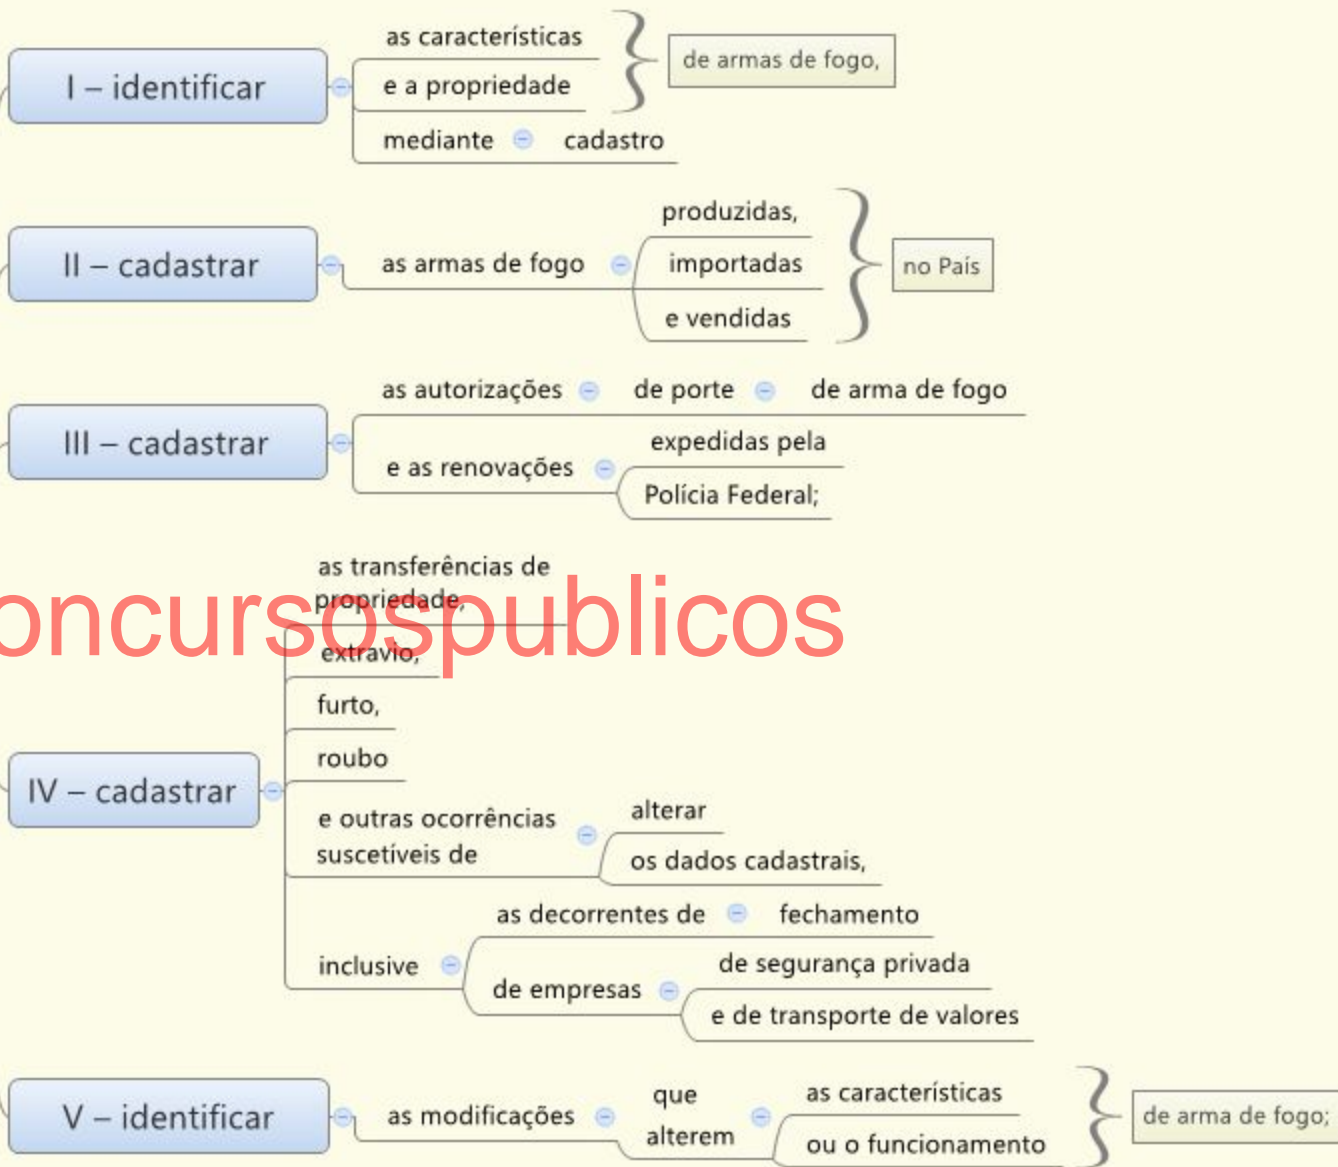 I – identificar
as características
e a propriedade
de armas de fogo,
mediante cadastro
II – cadastrar
as armas de fogo
produzidas,
importadas
e vendidas
no País
III – cadastrar
as autorizações de porte de arma de fogo
e as renovações
expedidas pela
Polícia Federal;
IV – cadastrar
as transferências de
propriedade,
extravio,
furto,
roubo
e outras ocorrências
suscetíveis de
alterar
os dados cadastrais,
inclusive
as decorrentes de fechamento
de empresas
de segurança privada
e de transporte de valores
oncursospublicos
V – identificar
as modificações
que
alterem
as características
ou o funcionamento
de arma de fogo;